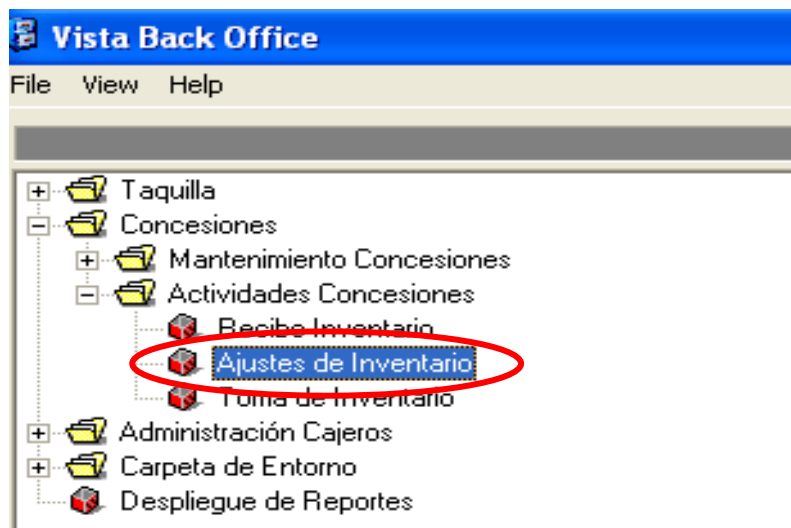 Vista Back Office
File View Help
Taquilla
Concesiones
Mantenimiento Concesiones
Actividades Concesiones
Recibo Inventario
Ajustes de Inventario
Toma de Inventario
Administración Cajeros
Carpeta de Entorno
Despliegue de Reportes